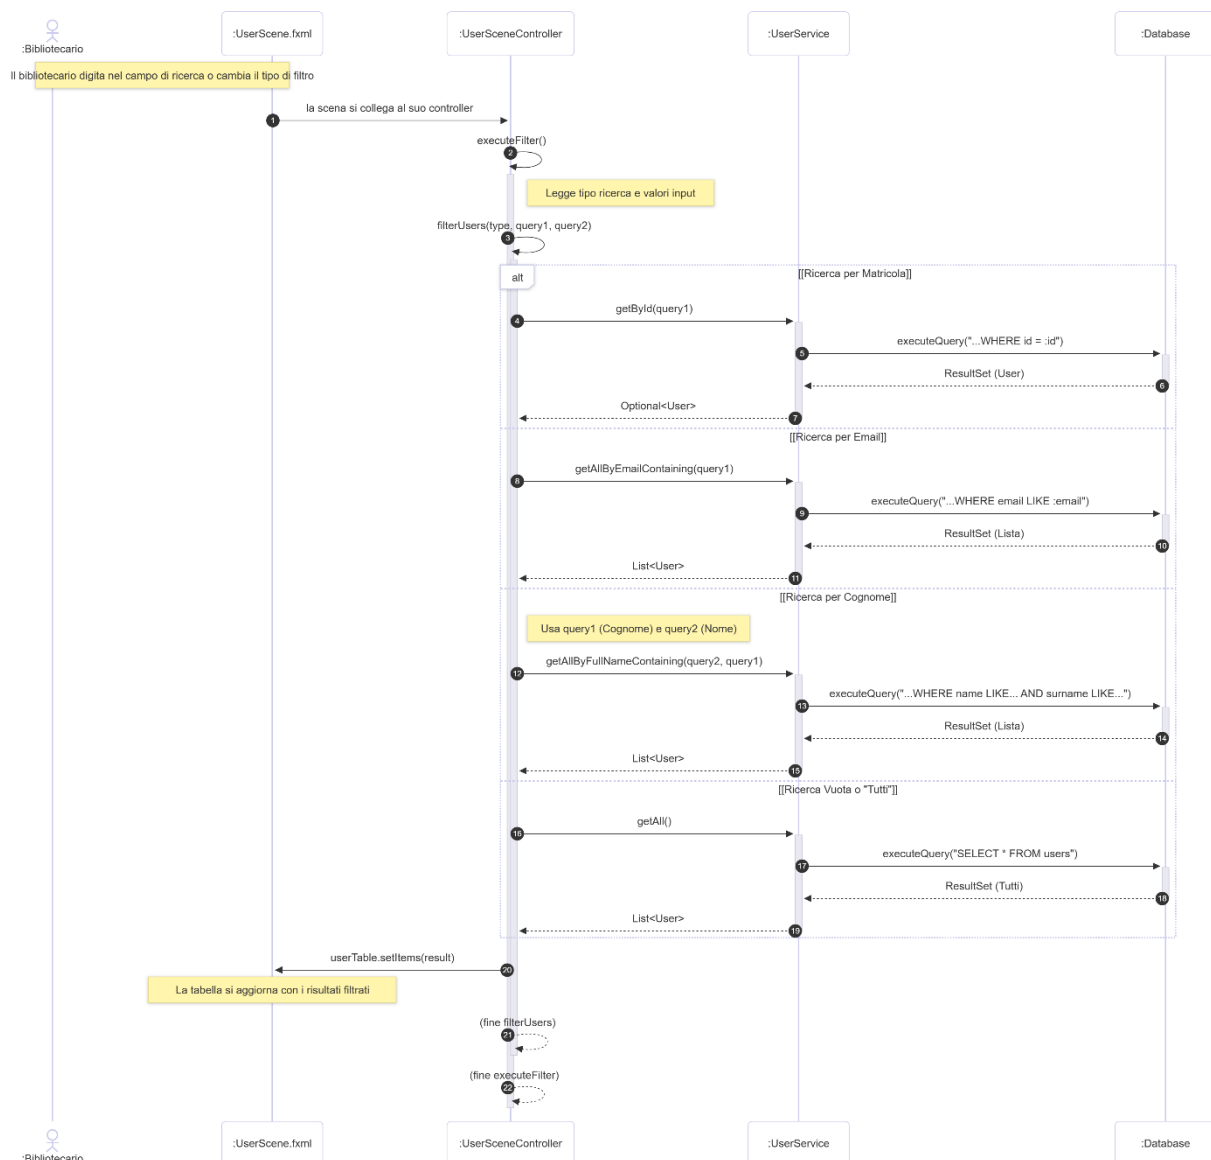 :Bibliotecario
:UserScene.fxml
:UserSceneController
:UserService
:Database
Il bibliotecario digita nel campo di ricerca o cambia il tipo di filtro
la scena si collega al suo controller
1
executeFilter()
2
Legge tipo ricerca e valori input
filterUsers(type, query1, query2)
3
alt
[[Ricerca per Matricola]]
getById(query1)
4
executeQuery("...WHERE id = :id")
5
ResultSet (User)
6
Optional<User>
7
[[Ricerca per Email]]
getAllByEmailContaining(query1)
8
executeQuery("...WHERE email LIKE :email")
9
ResultSet (Lista)
10
List<User>
11
[[Ricerca per Cognome]]
Usa query1 (Cognome) e query2 (Nome)
getAllByFullNameContaining(query2, query1)
12
executeQuery("...WHERE name LIKE... AND surname LIKE...")
13
ResultSet (Lista)
14
List<User>
15
[[Ricerca Vuota o "Tutti"]]
getAll()
16
executeQuery("SELECT * FROM users")
17
ResultSet (Tutti)
18
List<User>
19
userTable.setItems(result)
20
La tabella si aggiorna con i risultati filtrati
(fine filterUsers)
21
(fine executeFilter)
22
:Bibliotecario
:UserScene.fxml
:UserSceneController
:UserService
:Database